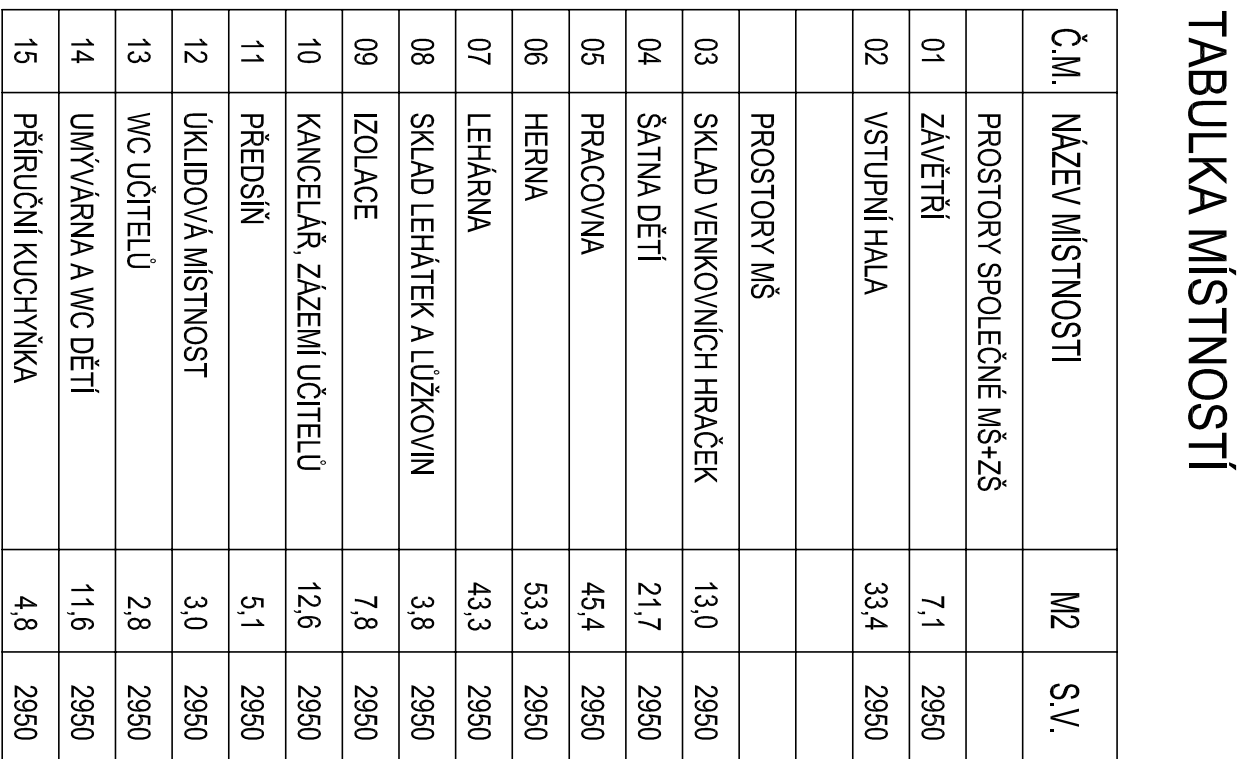 TABULKA MÍSTNOSTÍ
Č.M. NÁZEV MÍSTNOSTI M2 S.V.
PROSTORY SPOLEČNÉ MŠ+ZŠ
01 ZÁVĚTŘÍ 7,1 2950
02 VSTUPNÍ HALA 33,4 2950
PROSTORY MŠ
03 SKLAD VENKOVNÍCH HRAČEK 13,0 2950
04 ŠATNA DĚTÍ 21,7 2950
05 PRACOVNA 45,4 2950
06 HERNA 53,3 2950
07 LEHÁRNA 43,3 2950
08 SKLAD LEHÁTEK A LŮŽKOVIN 3,8 2950
09 IZOLACE 7,8 2950
10 KANCELÁŘ, ZÁZEMÍ UČITELŮ 12,6 2950
11 PŘEDSÍŇ 5,1 2950
12 ÚKLIDOVÁ MÍSTNOST 3,0 2950
13 WC UČITELŮ 2,8 2950
14 UMÝVÁRNA A WC DĚTÍ 11,6 2950
15 PŘÍRUČNÍ KUCHYŇKA 4,8 2950